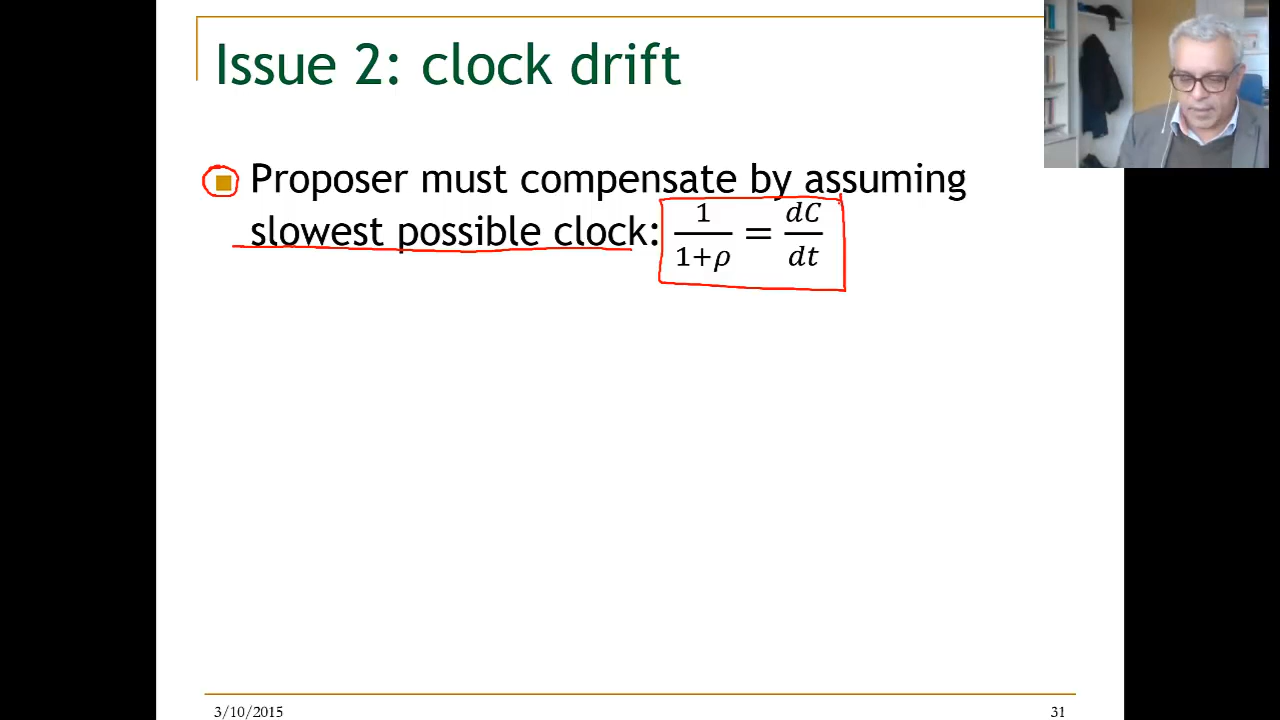 Issue 2: clock drift
Proposer must compensate by assuming
slowest possible clock: 1/(1+ρ) = dC/dt
3/10/2015
31